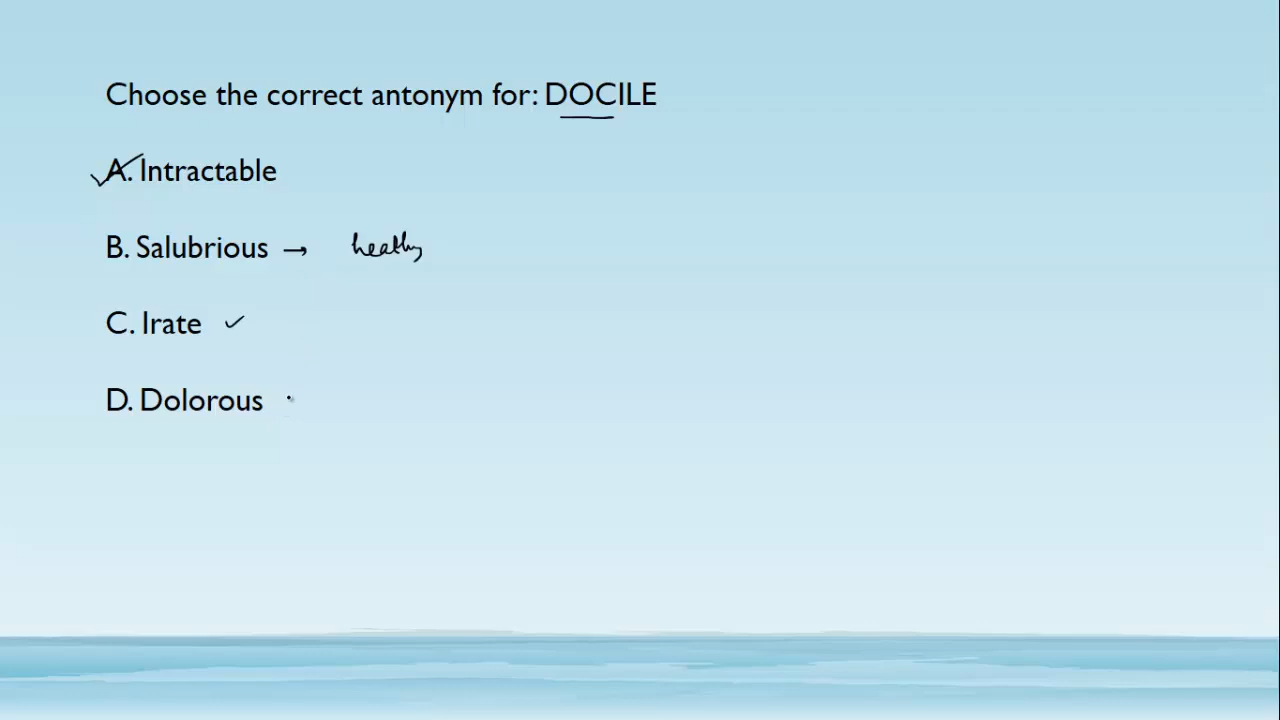 Choose the correct antonym for: DOCILE
A. Intractable
B. Salubrious → healthy
C. Irate ✓
D. Dolorous